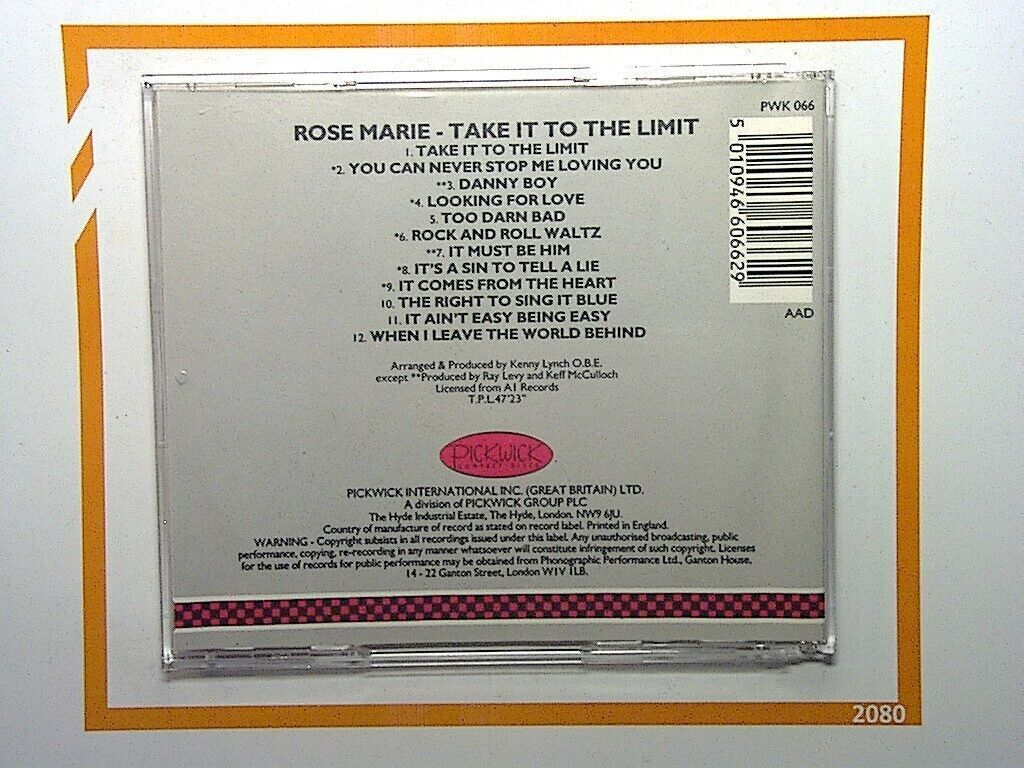 PWK 066
ROSE MARIE - TAKE IT TO THE LIMIT
1. TAKE IT TO THE LIMIT
*2. YOU CAN NEVER STOP ME LOVING YOU
**3. DANNY BOY
*4. LOOKING FOR LOVE
5. TOO DARN BAD
*6. ROCK AND ROLL WALTZ
**7. IT MUST BE HIM
*8. IT'S A SIN TO TELL A LIE
*9. IT COMES FROM THE HEART
10. THE RIGHT TO SING IT BLUE
11. IT AIN'T EASY BEING EASY
12. WHEN I LEAVE THE WORLD BEHIND
5 010946 606629
AAD
Arranged & Produced by Kenny Lynch O.B.E.
except **Produced by Ray Levy and Keff McCulloch
Licensed from A1 Records
T.P.L.47'23"
PICKWICK
COMPACT DISCS
PICKWICK INTERNATIONAL INC. (GREAT BRITAIN) LTD.
A division of PICKWICK GROUP PLC
The Hyde Industrial Estate, The Hyde, London. NW9 6JU.
Country of manufacture of record as stated on record label. Printed in England.
WARNING - Copyright subsists in all recordings issued under this label. Any unauthorised broadcasting, public
performance, copying, re-recording in any manner whatsoever will constitute infringement of such copyright. Licenses
for the use of records for public performance may be obtained from Phonographic Performance Ltd., Ganton House,
14 - 22 Ganton Street, London W1V 1LB.
2080